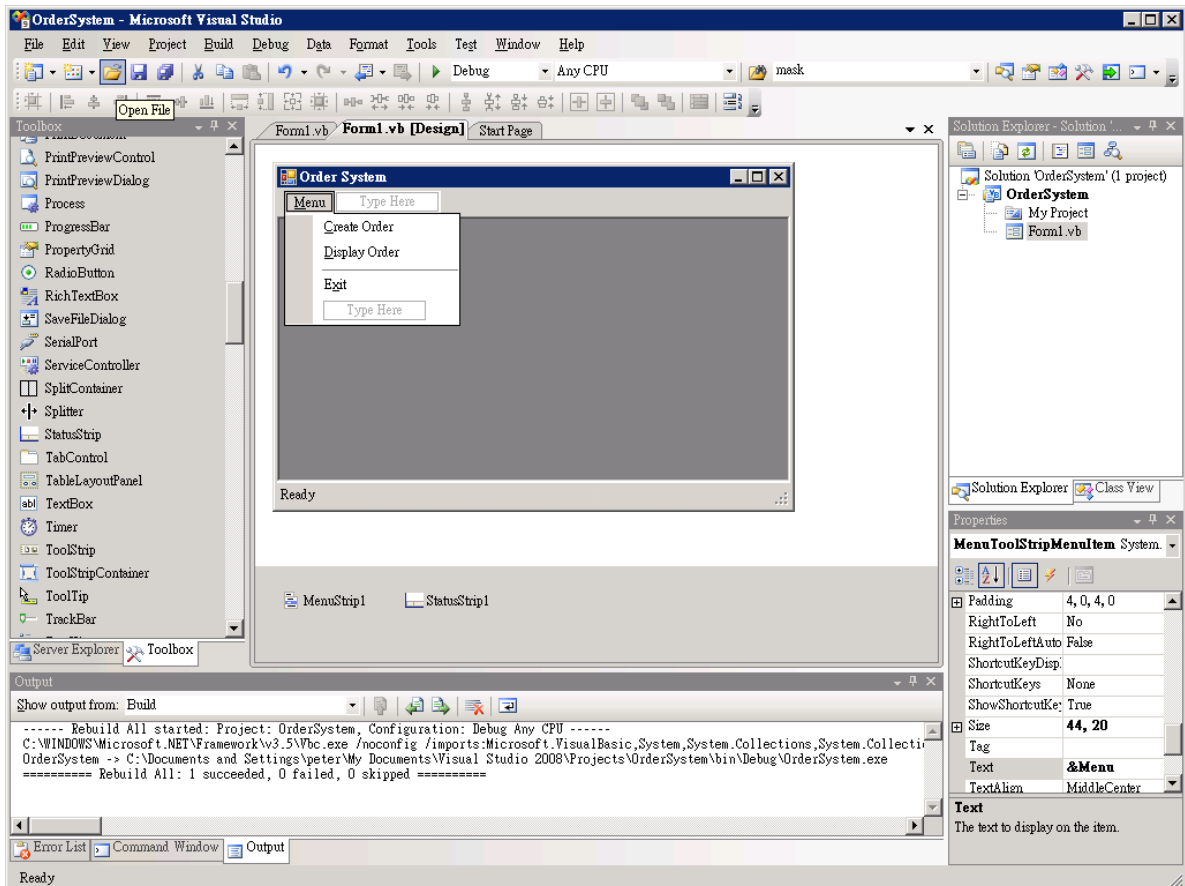 OrderSystem - Microsoft Visual Studio
File Edit View Project Build Debug Data Format Tools Test Window Help
Debug Any CPU mask
Open File
Toolbox
Form1.vb Form1.vb [Design] Start Page
Solution Explorer - Solution '...
PrintPreviewControl
PrintPreviewDialog
Process
ProgressBar
PropertyGrid
RadioButton
RichTextBox
SaveFileDialog
SerialPort
ServiceController
SplitContainer
Splitter
StatusStrip
TabControl
TableLayoutPanel
TextBox
Timer
ToolStrip
ToolStripContainer
ToolTip
TrackBar
Server Explorer Toolbox
Order System
Menu Type Here
Create Order
Display Order
Exit
Type Here
Ready
MenuStrip1 StatusStrip1
Solution 'OrderSystem' (1 project)
OrderSystem
My Project
Form1.vb
Solution Explorer Class View
Properties
MenuToolStripMenuItem System.
Padding 4, 0, 4, 0
RightToLeft No
RightToLeftAuto False
ShortcutKeyDispl
ShortcutKeys None
ShowShortcutKey True
Size 44, 20
Tag
Text &Menu
TextAlign MiddleCenter
Text
The text to display on the item.
Output
Show output from: Build
------ Rebuild All started: Project: OrderSystem, Configuration: Debug Any CPU ------
C:\WINDOWS\Microsoft.NET\Framework\v3.5\Vbc.exe /noconfig /imports:Microsoft.VisualBasic,System,System.Collections,System.Collecti
OrderSystem -> C:\Documents and Settings\peter\My Documents\Visual Studio 2008\Projects\OrderSystem\bin\Debug\OrderSystem.exe
========== Rebuild All: 1 succeeded, 0 failed, 0 skipped ==========
Error List Command Window Output
Ready